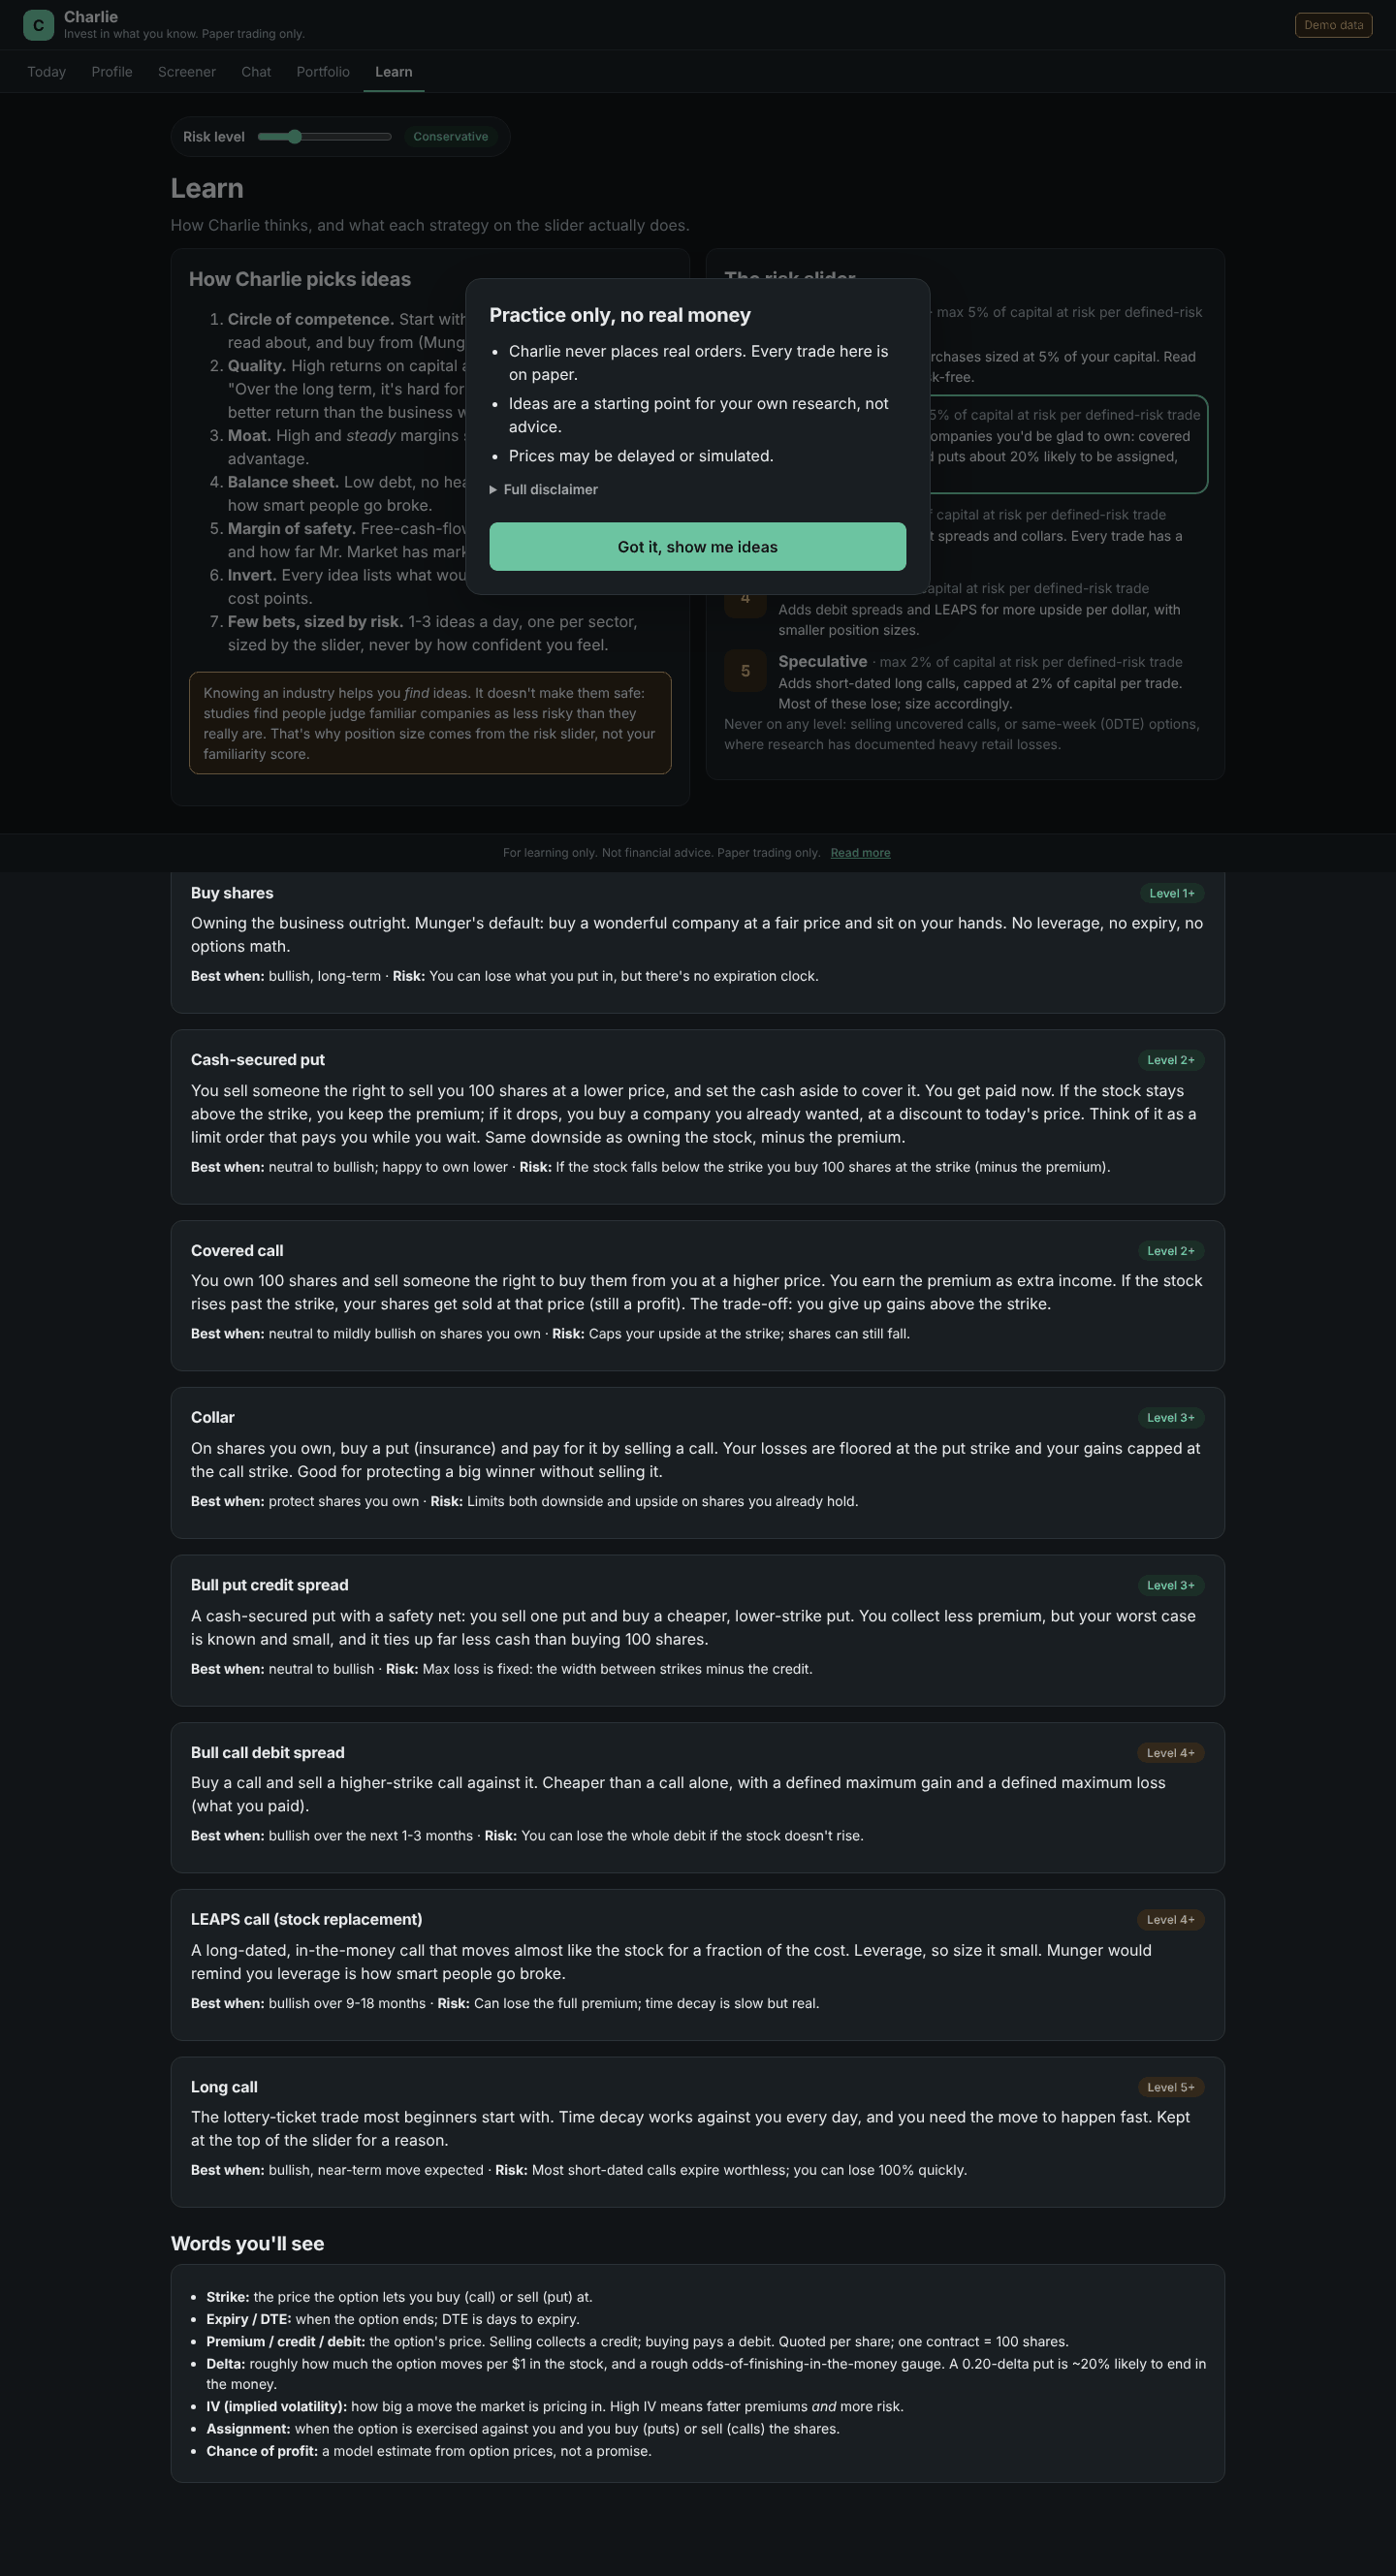 C
Charlie
Invest in what you know. Paper trading only.
Demo data
Today
Profile
Screener
Chat
Portfolio
Learn
Risk level
Conservative
Learn
How Charlie thinks, and what each strategy on the slider actually does.
How Charlie picks ideas
1. Circle of competence. Start with
read about, and buy from (Mung
2. Quality. High returns on capital
"Over the long term, it's hard for
better return than the business
3. Moat. High and steady margins
advantage.
4. Balance sheet. Low debt, no
how smart people go broke.
5. Margin of safety. Free-cash-flow
and how far Mr. Market has
6. Invert. Every idea lists what
cost points.
7. Few bets, sized by risk. 1-3 ideas a day, one per sector,
sized by the slider, never by how confident you feel.
Knowing an industry helps you find ideas. It doesn't make them safe:
studies find people judge familiar companies as less risky than they
really are. That's why position size comes from the risk slider, not your
familiarity score.
The risk slider
· max 5% of capital at risk per defined-risk
rchases sized at 5% of your capital. Read
sk-free.
5% of capital at risk per defined-risk trade
ompanies you'd be glad to own: covered
puts about 20% likely to be assigned,
capital at risk per defined-risk trade
t spreads and collars. Every trade has a
4
capital at risk per defined-risk trade
Adds debit spreads and LEAPS for more upside per dollar, with
smaller position sizes.
5
Speculative · max 2% of capital at risk per defined-risk trade
Adds short-dated long calls, capped at 2% of capital per trade.
Most of these lose; size accordingly.
Never on any level: selling uncovered calls, or same-week (0DTE) options,
where research has documented heavy retail losses.
Practice only, no real money
• Charlie never places real orders. Every trade here is
on paper.
• Ideas are a starting point for your own research, not
advice.
• Prices may be delayed or simulated.
Full disclaimer
Got it, show me ideas
For learning only. Not financial advice. Paper trading only. Read more
Buy shares
Level 1+
Owning the business outright. Munger's default: buy a wonderful company at a fair price and sit on your hands. No leverage, no expiry, no
options math.
Best when: bullish, long-term · Risk: You can lose what you put in, but there's no expiration clock.
Cash-secured put
Level 2+
You sell someone the right to sell you 100 shares at a lower price, and set the cash aside to cover it. You get paid now. If the stock stays
above the strike, you keep the premium; if it drops, you buy a company you already wanted, at a discount to today's price. Think of it as a
limit order that pays you while you wait. Same downside as owning the stock, minus the premium.
Best when: neutral to bullish; happy to own lower · Risk: If the stock falls below the strike you buy 100 shares at the strike (minus the premium).
Covered call
Level 2+
You own 100 shares and sell someone the right to buy them from you at a higher price. You earn the premium as extra income. If the stock
rises past the strike, your shares get sold at that price (still a profit). The trade-off: you give up gains above the strike.
Best when: neutral to mildly bullish on shares you own · Risk: Caps your upside at the strike; shares can still fall.
Collar
Level 3+
On shares you own, buy a put (insurance) and pay for it by selling a call. Your losses are floored at the put strike and your gains capped at
the call strike. Good for protecting a big winner without selling it.
Best when: protect shares you own · Risk: Limits both downside and upside on shares you already hold.
Bull put credit spread
Level 3+
A cash-secured put with a safety net: you sell one put and buy a cheaper, lower-strike put. You collect less premium, but your worst case
is known and small, and it ties up far less cash than buying 100 shares.
Best when: neutral to bullish · Risk: Max loss is fixed: the width between strikes minus the credit.
Bull call debit spread
Level 4+
Buy a call and sell a higher-strike call against it. Cheaper than a call alone, with a defined maximum gain and a defined maximum loss
(what you paid).
Best when: bullish over the next 1-3 months · Risk: You can lose the whole debit if the stock doesn't rise.
LEAPS call (stock replacement)
Level 4+
A long-dated, in-the-money call that moves almost like the stock for a fraction of the cost. Leverage, so size it small. Munger would
remind you leverage is how smart people go broke.
Best when: bullish over 9-18 months · Risk: Can lose the full premium; time decay is slow but real.
Long call
Level 5+
The lottery-ticket trade most beginners start with. Time decay works against you every day, and you need the move to happen fast. Kept
at the top of the slider for a reason.
Best when: bullish, near-term move expected · Risk: Most short-dated calls expire worthless; you can lose 100% quickly.
Words you'll see
• Strike: the price the option lets you buy (call) or sell (put) at.
• Expiry / DTE: when the option ends; DTE is days to expiry.
• Premium / credit / debit: the option's price. Selling collects a credit; buying pays a debit. Quoted per share; one contract = 100 shares.
• Delta: roughly how much the option moves per $1 in the stock, and a rough odds-of-finishing-in-the-money gauge. A 0.20-delta put is ~20% likely to end in
the money.
• IV (implied volatility): how big a move the market is pricing in. High IV means fatter premiums and more risk.
• Assignment: when the option is exercised against you and you buy (puts) or sell (calls) the shares.
• Chance of profit: a model estimate from option prices, not a promise.